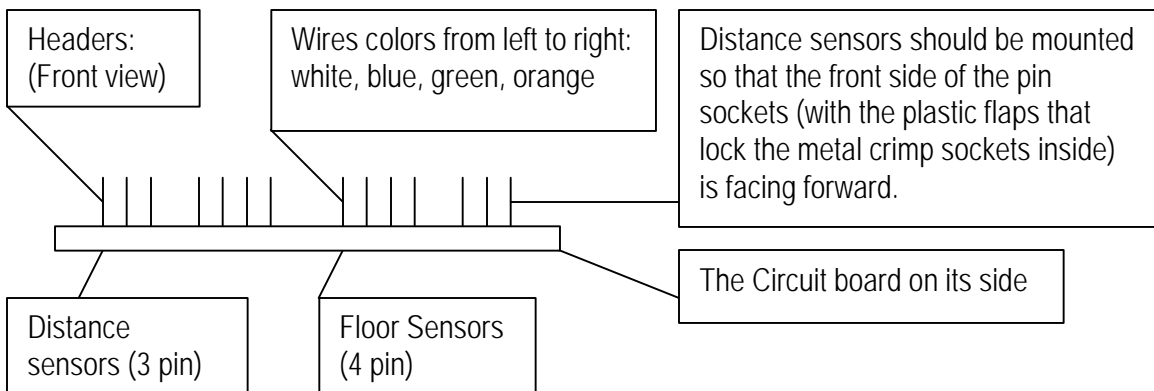 Headers:
(Front view)
Wires colors from left to right:
white, blue, green, orange
Distance sensors should be mounted
so that the front side of the pin
sockets (with the plastic flaps that
lock the metal crimp sockets inside)
is facing forward.
The Circuit board on its side
Distance
sensors (3 pin)
Floor Sensors
(4 pin)